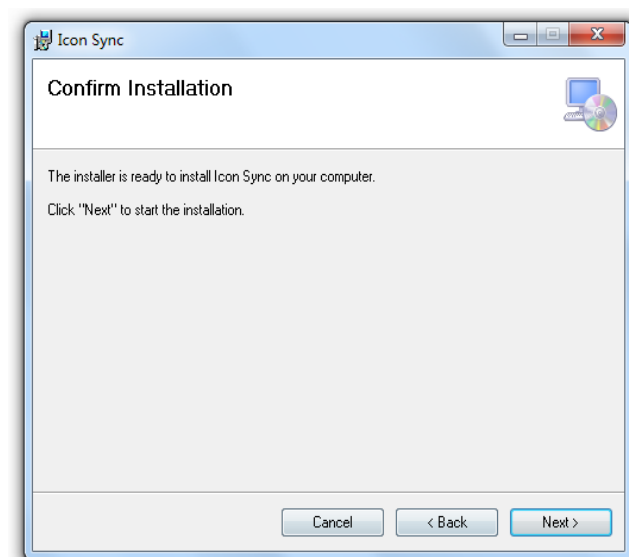 Icon Sync
Confirm Installation
The installer is ready to install Icon Sync on your computer.
Click "Next" to start the installation.
Cancel
< Back
Next >